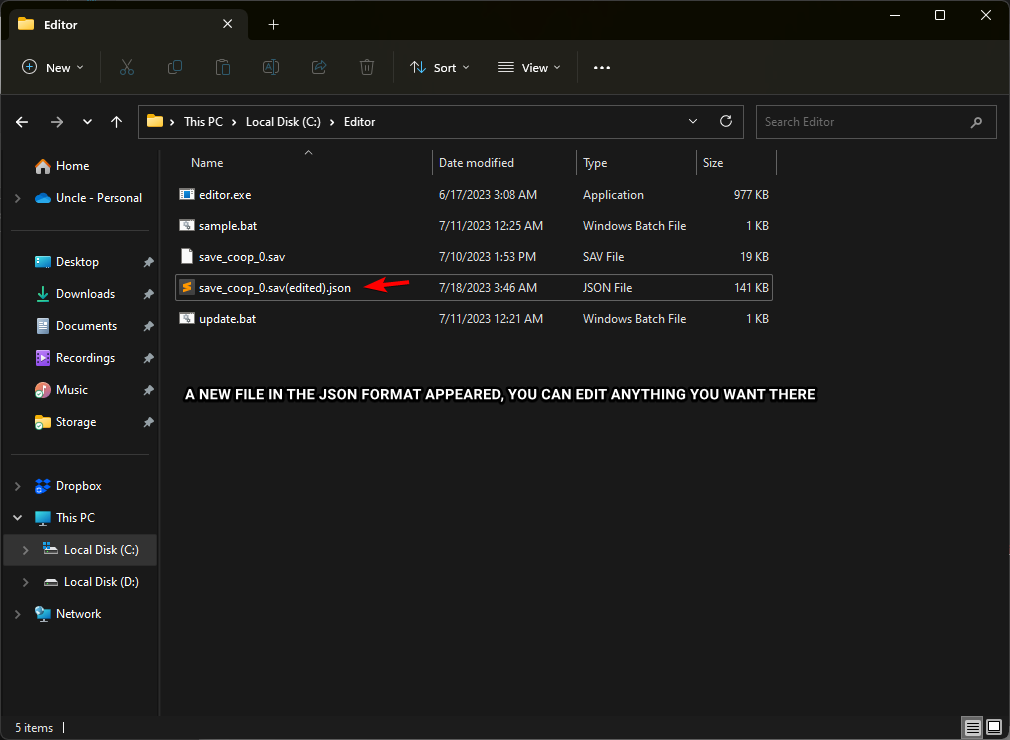 Editor
New
Sort
View
This PC
Local Disk (C:)
Editor
Search Editor
Home
Uncle - Personal
Desktop
Downloads
Documents
Recordings
Music
Storage
Dropbox
This PC
Local Disk (C:)
Local Disk (D:)
Network
Name Date modified Type Size
editor.exe 6/17/2023 3:08 AM Application 977 KB
sample.bat 7/11/2023 12:25 AM Windows Batch File 1 KB
save_coop_0.sav 7/10/2023 1:53 PM SAV File 19 KB
save_coop_0.sav(edited).json 7/18/2023 3:46 AM JSON File 141 KB
update.bat 7/11/2023 12:21 AM Windows Batch File 1 KB
A NEW FILE IN THE JSON FORMAT APPEARED, YOU CAN EDIT ANYTHING YOU WANT THERE
5 items